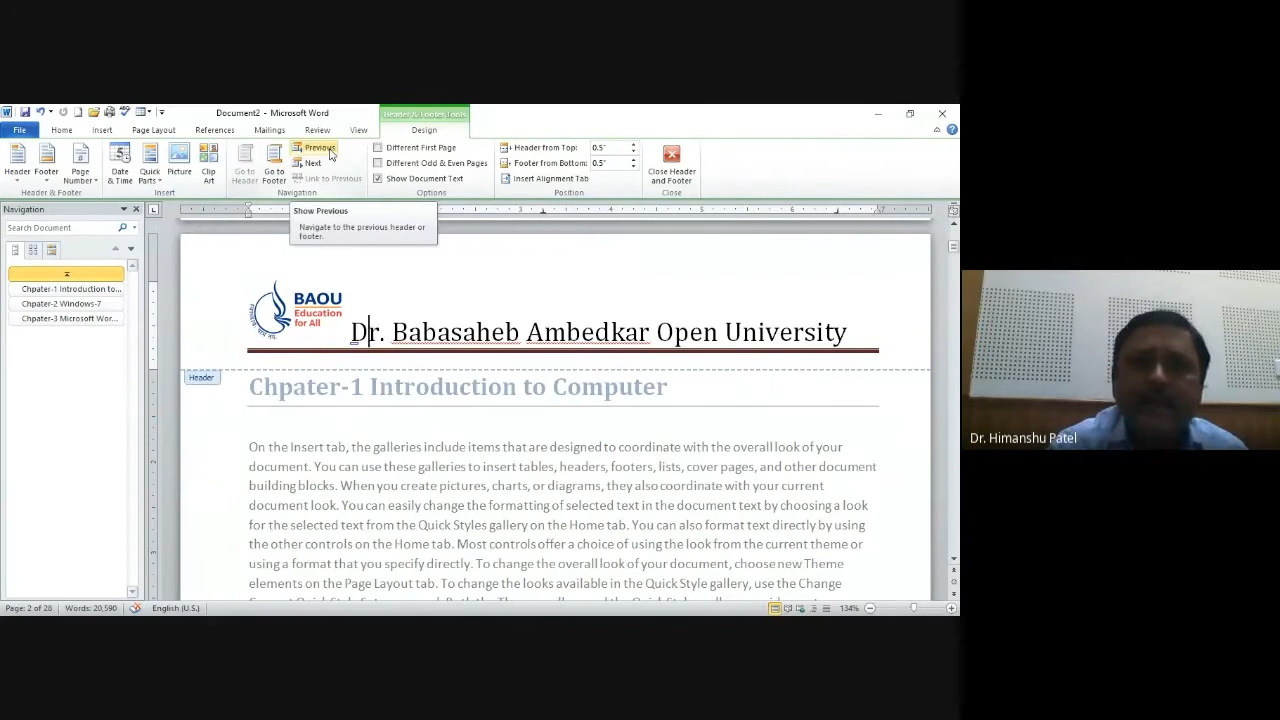 Document2 - Microsoft Word
Header & Footer Tools
File Home Insert Page Layout References Mailings Review View Design
Header Footer Page Number
Date & Time Quick Parts Picture Clip Art
Go to Header Go to Footer
Previous
Next
Link to Previous
Different First Page
Different Odd & Even Pages
Show Document Text
Header from Top: 0.5"
Footer from Bottom: 0.5"
Insert Alignment Tab
Close Header and Footer
Header & Footer Insert Navigation Options Position Close
Navigation
Search Document
Show Previous
Navigate to the previous header or
footer.
Chpater-1 Introduction to...
Chpater-2 Windows-7
Chpater-3 Microsoft Wor...
BAOU
Education
for All
Dr. Babasaheb Ambedkar Open University
Header
Chpater-1 Introduction to Computer
On the Insert tab, the galleries include items that are designed to coordinate with the overall look of your
document. You can use these galleries to insert tables, headers, footers, lists, cover pages, and other document
building blocks. When you create pictures, charts, or diagrams, they also coordinate with your current
document look. You can easily change the formatting of selected text in the document text by choosing a look
for the selected text from the Quick Styles gallery on the Home tab. You can also format text directly by using
the other controls on the Home tab. Most controls offer a choice of using the look from the current theme or
using a format that you specify directly. To change the overall look of your document, choose new Theme
elements on the Page Layout tab. To change the looks available in the Quick Style gallery, use the Change
Page: 2 of 28 Words: 20,590 English (U.S.) 134%
Dr. Himanshu Patel